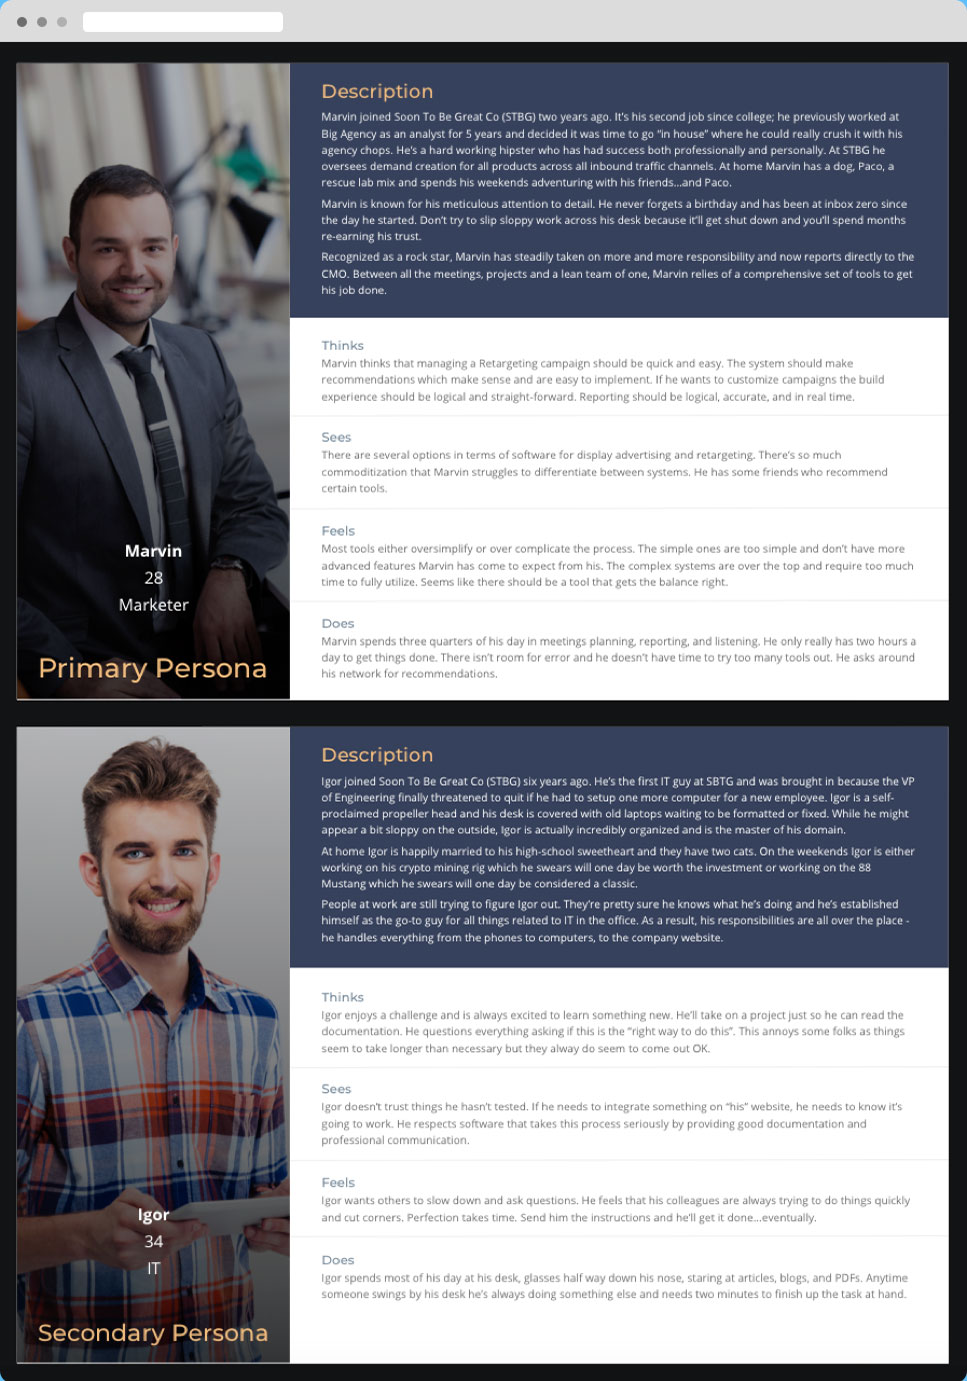 Description
Marvin joined Soon To Be Great Co (STBG) two years ago. It's his second job since college; he previously worked at
Big Agency as an analyst for 5 years and decided it was time to go "in house" where he could really crush it with his
agency chops. He's a hard working hipster who has had success both professionally and personally. At STBG he
oversees demand creation for all products across all inbound traffic channels. At home Marvin has a dog, Paco, a
rescue lab mix and spends his weekends adventuring with his friends...and Paco.
Marvin is known for his meticulous attention to detail. He never forgets a birthday and has been at inbox zero since
the day he started. Don't try to slip sloppy work across his desk because it'll get shut down and you'll spend months
re-earning his trust.
Recognized as a rock star, Marvin has steadily taken on more and more responsibility and now reports directly to the
CMO. Between all the meetings, projects and a lean team of one, Marvin relies of a comprehensive set of tools to get
his job done.
Thinks
Marvin thinks that managing a Retargeting campaign should be quick and easy. The system should make
recommendations which make sense and are easy to implement. If he wants to customize campaigns the build
experience should be logical and straight-forward. Reporting should be logical, accurate, and in real time.
Sees
There are several options in terms of software for display advertising and retargeting. There's so much
commoditization that Marvin struggles to differentiate between systems. He has some friends who recommend
certain tools.
Feels
Most tools either oversimplify or over complicate the process. The simple ones are too simple and don't have more
advanced features Marvin has come to expect from his. The complex systems are over the top and require too much
time to fully utilize. Seems like there should be a tool that gets the balance right.
Does
Marvin spends three quarters of his day in meetings planning, reporting, and listening. He only really has two hours a
day to get things done. There isn't room for error and he doesn't have time to try too many tools out. He asks around
his network for recommendations.
Marvin
28
Marketer
Primary Persona
Description
Igor joined Soon To Be Great Co (STBG) six years ago. He's the first IT guy at SBTG and was brought in because the VP
of Engineering finally threatened to quit if he had to setup one more computer for a new employee. Igor is a self-
proclaimed propeller head and his desk is covered with old laptops waiting to be formatted or fixed. While he might
appear a bit sloppy on the outside, Igor is actually incredibly organized and is the master of his domain.
At home Igor is happily married to his high-school sweetheart and they have two cats. On the weekends Igor is either
working on his crypto mining rig which he swears will one day be worth the investment or working on the 88
Mustang which he swears will one day be considered a classic.
People at work are still trying to figure Igor out. They're pretty sure he knows what he's doing and he's established
himself as the go-to guy for all things related to IT in the office. As a result, his responsibilities are all over the place -
he handles everything from the phones to computers, to the company website.
Thinks
Igor enjoys a challenge and is always excited to learn something new. He'll take on a project just so he can read the
documentation. He questions everything asking if this is the "right way to do this". This annoys some folks as things
seem to take longer than necessary but they alway do seem to come out OK.
Sees
Igor doesn't trust things he hasn't tested. If he needs to integrate something on "his" website, he needs to know it's
going to work. He respects software that takes this process seriously by providing good documentation and
professional communication.
Feels
Igor wants others to slow down and ask questions. He feels that his colleagues are always trying to do things quickly
and cut corners. Perfection takes time. Send him the instructions and he'll get it done...eventually.
Does
Igor spends most of his day at his desk, glasses half way down his nose, staring at articles, blogs, and PDFs. Anytime
someone swings by his desk he's always doing something else and needs two minutes to finish up the task at hand.
Igor
34
IT
Secondary Persona